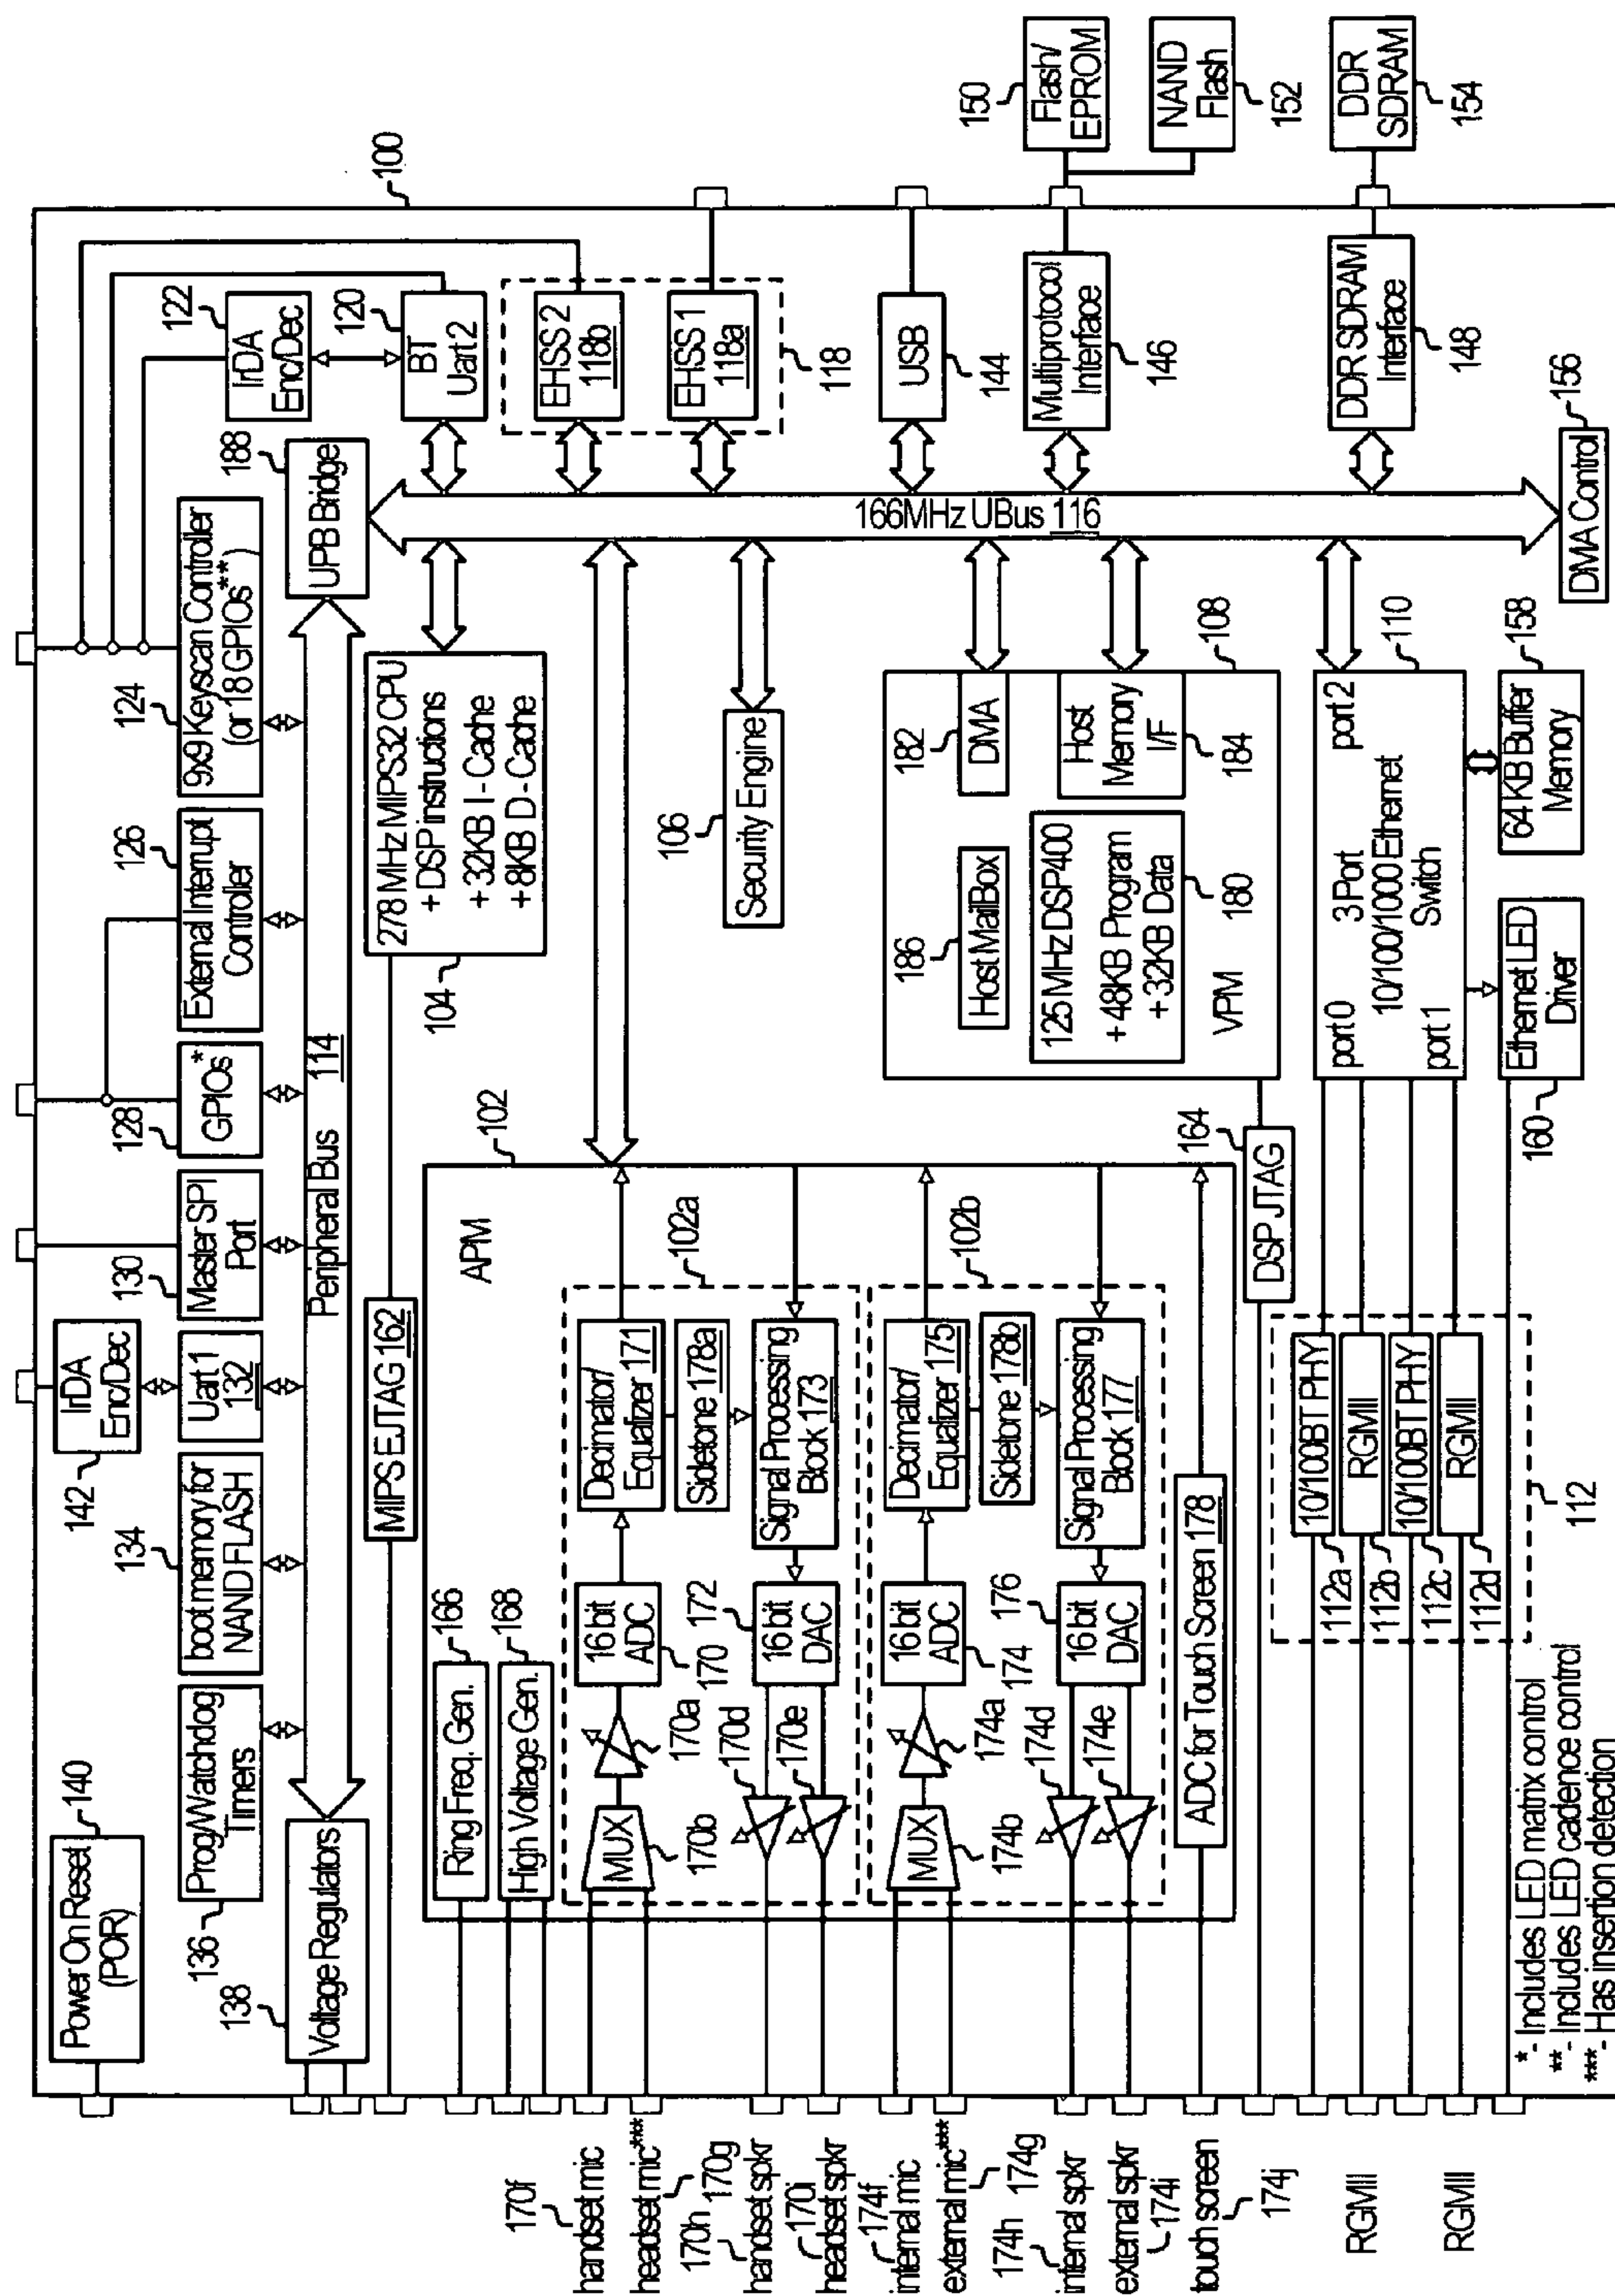 Power On Reset
(POR)
140
Prog/Watchdog
Timers
136
138
Voltage Regulators
boot memory for
NAND FLASH
134
IrDA
Enc/Dec
142
Uart 1
132
Master SPI
Port
130
GPIOs*
128
External Interrupt
Controller
126
9x9 Keyscan Controller
(or 18 GPIOs**
124
Peripheral Bus
114
UPB Bridge
188
IrDA
Enc/Dec
122
BT
Uart 2
120
EHSS 2
118b
EHSS 1
118a
118
100
USB
144
Multiprotocol
Interface
146
DDR SDRAM
Interface
148
Flash/
EPROM
150
NAND
Flash
152
DDR
SDRAM
154
DMA Control
156
166MHz UBus 116
278 MHz MIPS32 CPU
+ DSP instructions
+ 32KB I - Cache
+ 8KB D - Cache
104
MIPS EJTAG 162
Security Engine
106
102
APM
Ring Freq. Gen.
166
High Voltage Gen.
168
102a
MUX
170b
170a
16 bit
ADC
170
Decimator/
Equalizer 171
Sidetone 178a
Signal Processing
Block 173
16 bit
DAC
172
170d
170e
102b
MUX
174b
174a
16 bit
ADC
174
Decimator/
Equalizer 175
Sidetone 178b
Signal Processing
Block 177
16 bit
DAC
176
174d
174e
ADC for Touch Screen 178
VPM
108
DMA
182
Host
Memory
I/F
184
Host MailBox
186
125 MHz DSP400
+ 48KB Program
+ 32KB Data
180
DSP JTAG
164
110
port 0
port 1
port 2
3 Port
10/100/1000 Ethernet
Switch
64 KB Buffer
Memory
158
Ethernet LED
Driver
160
10/100BT PHY
RGMII
10/100BT PHY
RGMII
112a
112b
112c
112d
112
170f
handset mic
headset mic***
170g
170h
handset spkr
170i
headset spkr
174f
internal mic
external mic***
174g
174h
internal spkr
external spkr
174i
touch screen
174j
RGMII
RGMII
* - Includes LED matrix control
** - Includes LED cadence control
*** - Has insertion detection